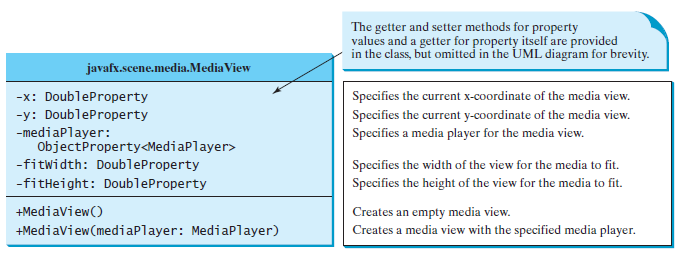 The getter and setter methods for property
values and a getter for property itself are provided
in the class, but omitted in the UML diagram for brevity.
javafx.scene.media.MediaView
-x: DoubleProperty
-y: DoubleProperty
-mediaPlayer:
ObjectProperty<MediaPlayer>
-fitWidth: DoubleProperty
-fitHeight: DoubleProperty
+MediaView()
+MediaView(mediaPlayer: MediaPlayer)
Specifies the current x-coordinate of the media view.
Specifies the current y-coordinate of the media view.
Specifies a media player for the media view.
Specifies the width of the view for the media to fit.
Specifies the height of the view for the media to fit.
Creates an empty media view.
Creates a media view with the specified media player.